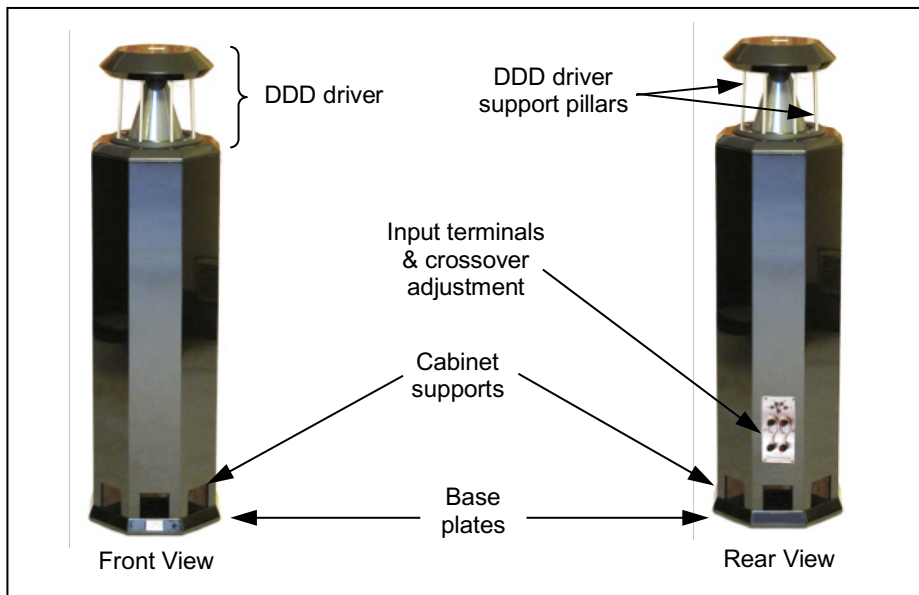 DDD driver
DDD driver
support pillars
Input terminals
& crossover
adjustment
Cabinet
supports
Base
plates
Front View
Rear View